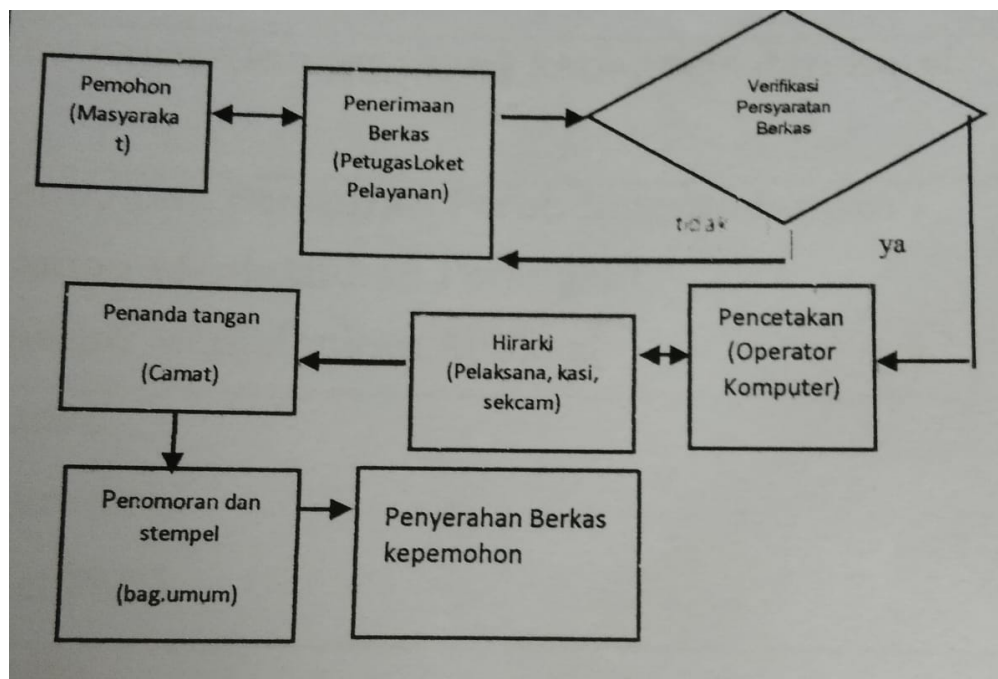 Pemohon
(Masyaraka
t)
Penerimaan
Berkas
(PetugasLoket
Pelayanan)
Verifikasi
Persyaratan
Berkas
tidak
ya
Penanda tangan
(Camat)
Hirarki
(Pelaksana, kasi,
sekcam)
Pencetakan
(Operator
Komputer)
Penomoran dan
stempel
(bag.umum)
Penyerahan Berkas
kepemohon